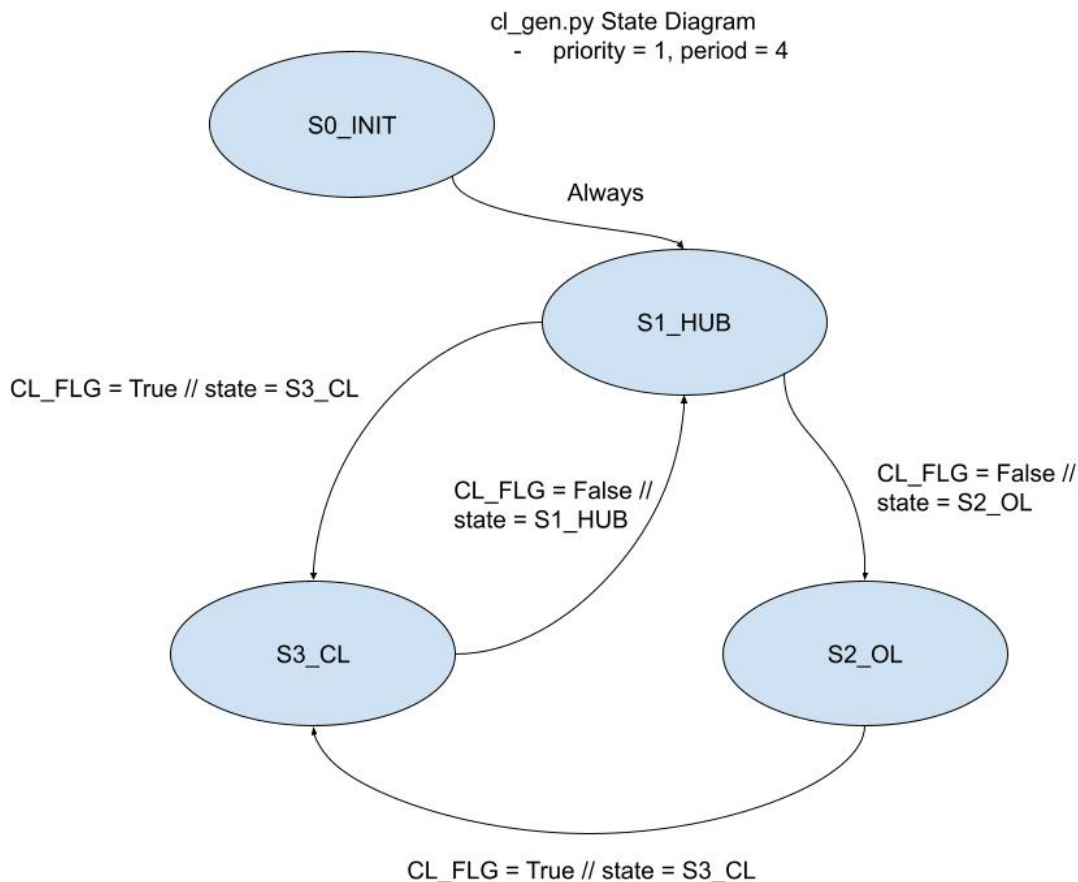 cl_gen.py State Diagram
- priority = 1, period = 4
S0_INIT
Always
S1_HUB
CL_FLG = True // state = S3_CL
CL_FLG = False //
state = S1_HUB
CL_FLG = False //
state = S2_OL
S3_CL
S2_OL
CL_FLG = True // state = S3_CL